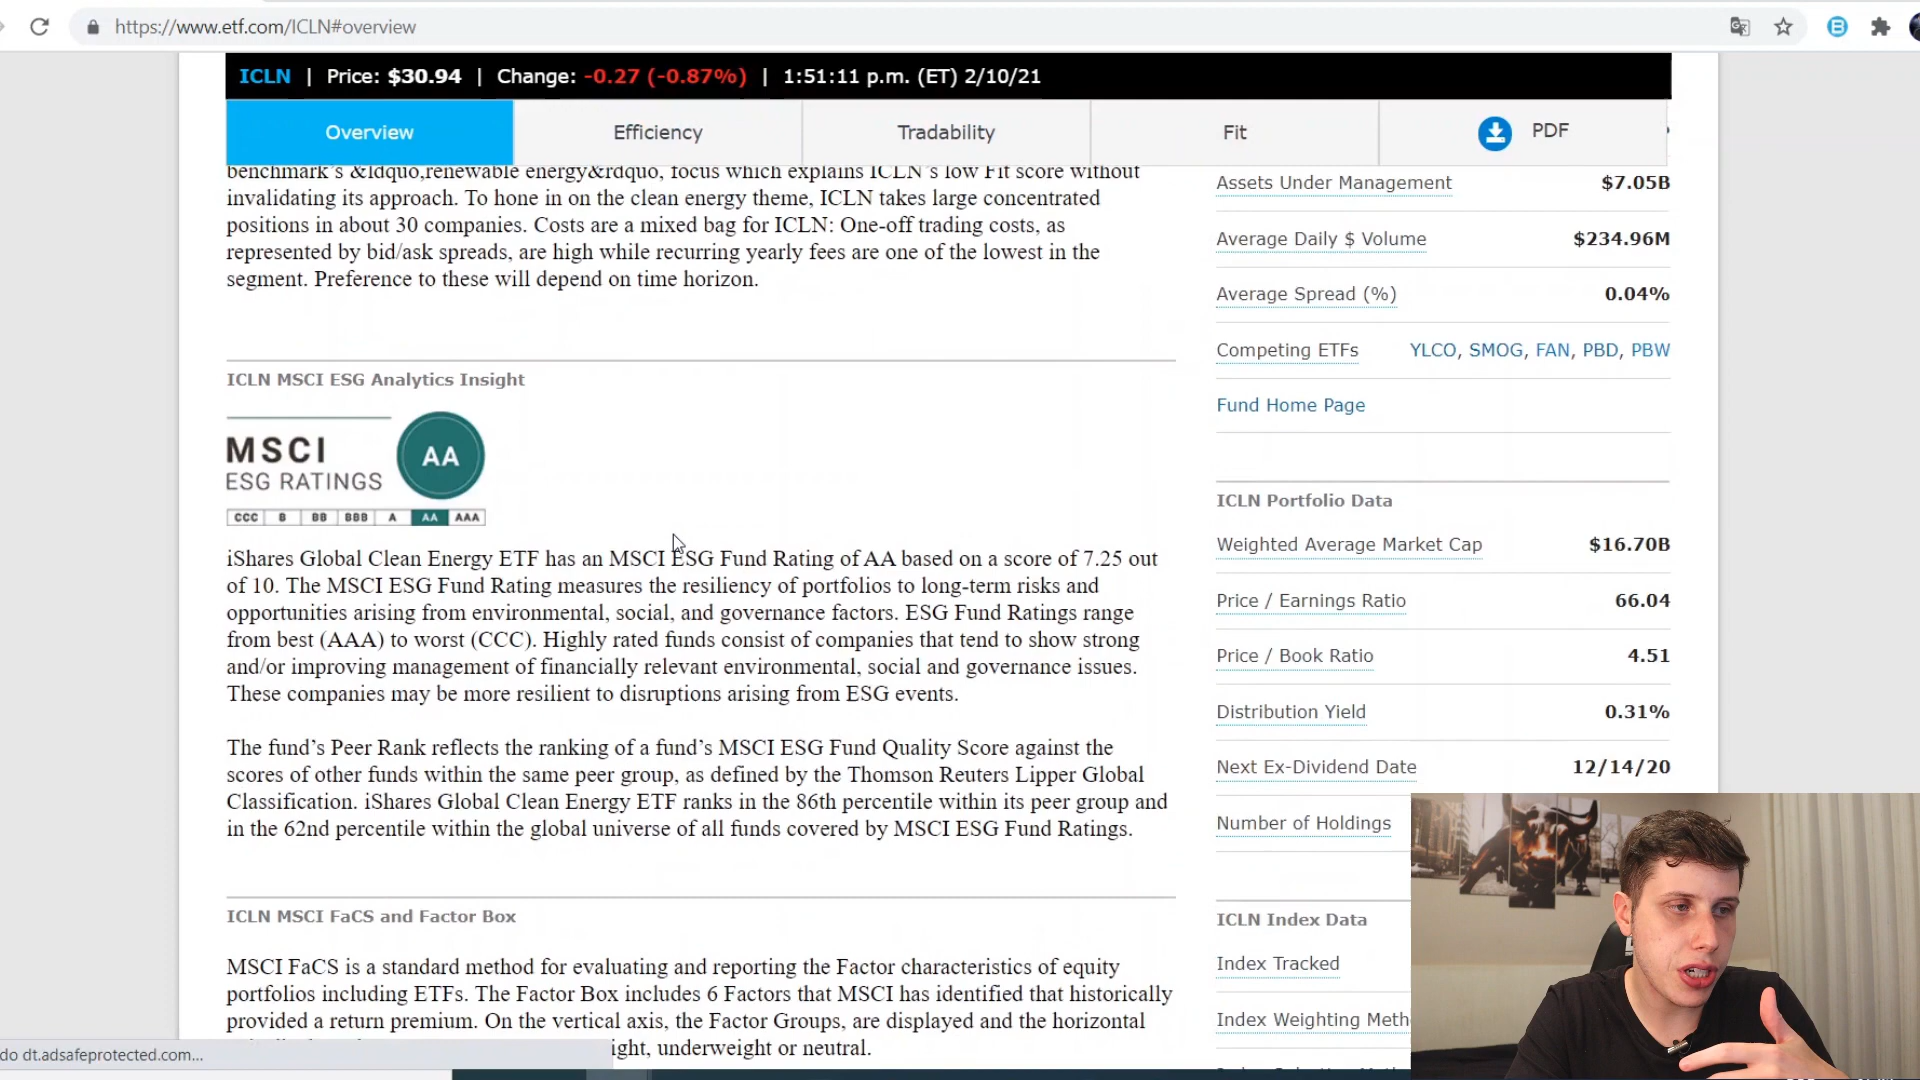 https://www.etf.com/ICLN#overview
ICLN | Price: $30.94 | Change: -0.27 (-0.87%) | 1:51:11 p.m. (ET) 2/10/21
Overview Efficiency Tradability Fit PDF
benchmark's &ldquo,renewable energy&rdquo, focus which explains ICLN's low Fit score without
invalidating its approach. To hone in on the clean energy theme, ICLN takes large concentrated
positions in about 30 companies. Costs are a mixed bag for ICLN: One-off trading costs, as
represented by bid/ask spreads, are high while recurring yearly fees are one of the lowest in the
segment. Preference to these will depend on time horizon.
ICLN MSCI ESG Analytics Insight
MSCI
ESG RATINGS
AA
CCC B BB BBB A AA AAA
iShares Global Clean Energy ETF has an MSCI ESG Fund Rating of AA based on a score of 7.25 out
of 10. The MSCI ESG Fund Rating measures the resiliency of portfolios to long-term risks and
opportunities arising from environmental, social, and governance factors. ESG Fund Ratings range
from best (AAA) to worst (CCC). Highly rated funds consist of companies that tend to show strong
and/or improving management of financially relevant environmental, social and governance issues.
These companies may be more resilient to disruptions arising from ESG events.
The fund's Peer Rank reflects the ranking of a fund's MSCI ESG Fund Quality Score against the
scores of other funds within the same peer group, as defined by the Thomson Reuters Lipper Global
Classification. iShares Global Clean Energy ETF ranks in the 86th percentile within its peer group and
in the 62nd percentile within the global universe of all funds covered by MSCI ESG Fund Ratings.
ICLN MSCI FaCS and Factor Box
MSCI FaCS is a standard method for evaluating and reporting the Factor characteristics of equity
portfolios including ETFs. The Factor Box includes 6 Factors that MSCI has identified that historically
provided a return premium. On the vertical axis, the Factor Groups, are displayed and the horizontal
ight, underweight or neutral.
do dt.adsafeprotected.com...
Assets Under Management $7.05B
Average Daily $ Volume $234.96M
Average Spread (%) 0.04%
Competing ETFs YLCO, SMOG, FAN, PBD, PBW
Fund Home Page
ICLN Portfolio Data
Weighted Average Market Cap $16.70B
Price / Earnings Ratio 66.04
Price / Book Ratio 4.51
Distribution Yield 0.31%
Next Ex-Dividend Date 12/14/20
Number of Holdings
ICLN Index Data
Index Tracked
Index Weighting Meth